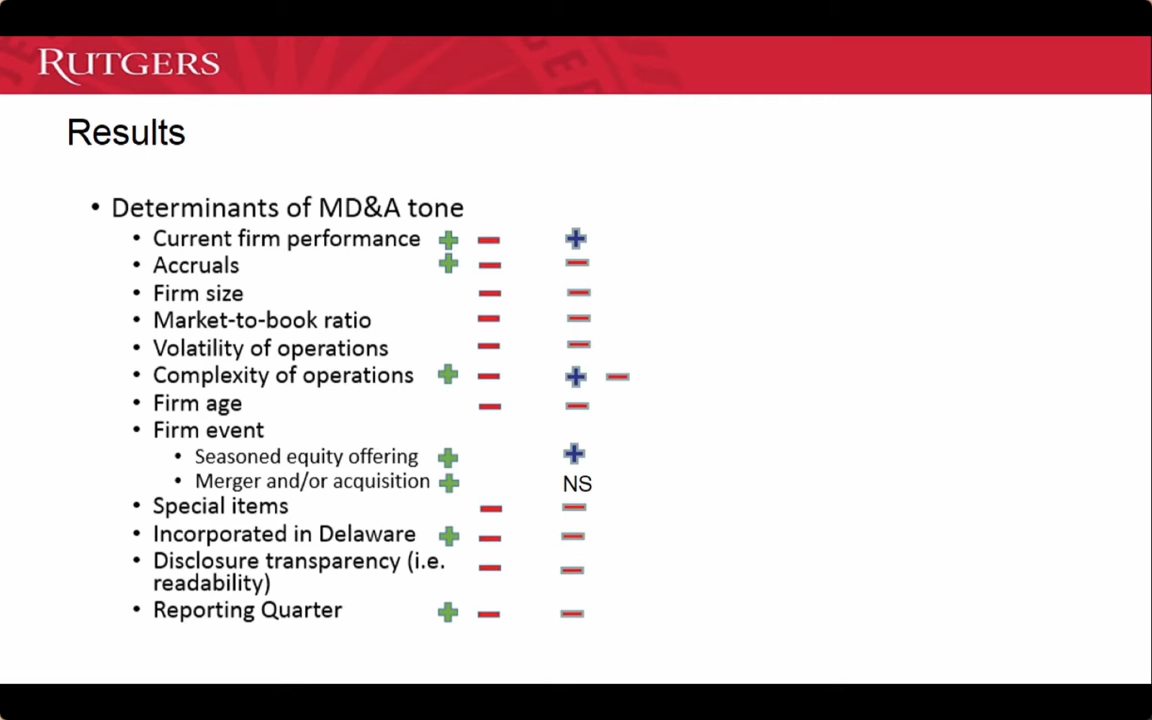 RUTGERS
Results
• Determinants of MD&A tone
• Current firm performance + − +
• Accruals + − −
• Firm size − −
• Market-to-book ratio − −
• Volatility of operations − −
• Complexity of operations + − + −
• Firm age − −
• Firm event
• Seasoned equity offering + +
• Merger and/or acquisition + NS
• Special items − −
• Incorporated in Delaware + − −
• Disclosure transparency (i.e. − −
readability)
• Reporting Quarter + − −